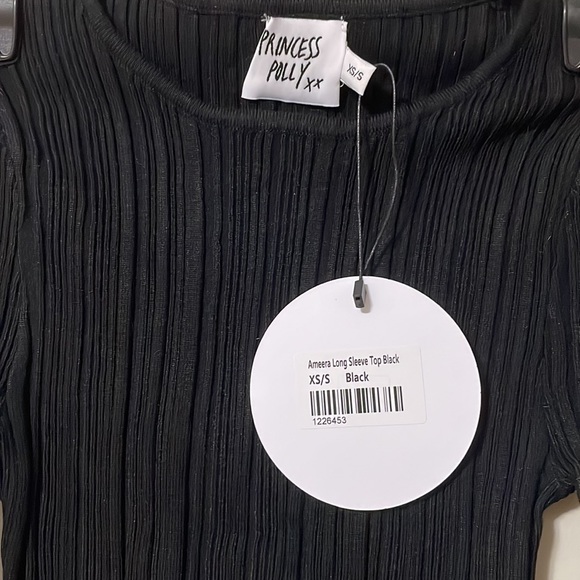 PRINCESS
POLLY xx
XS/S
Ameera Long Sleeve Top Black
XS/S Black
1226453